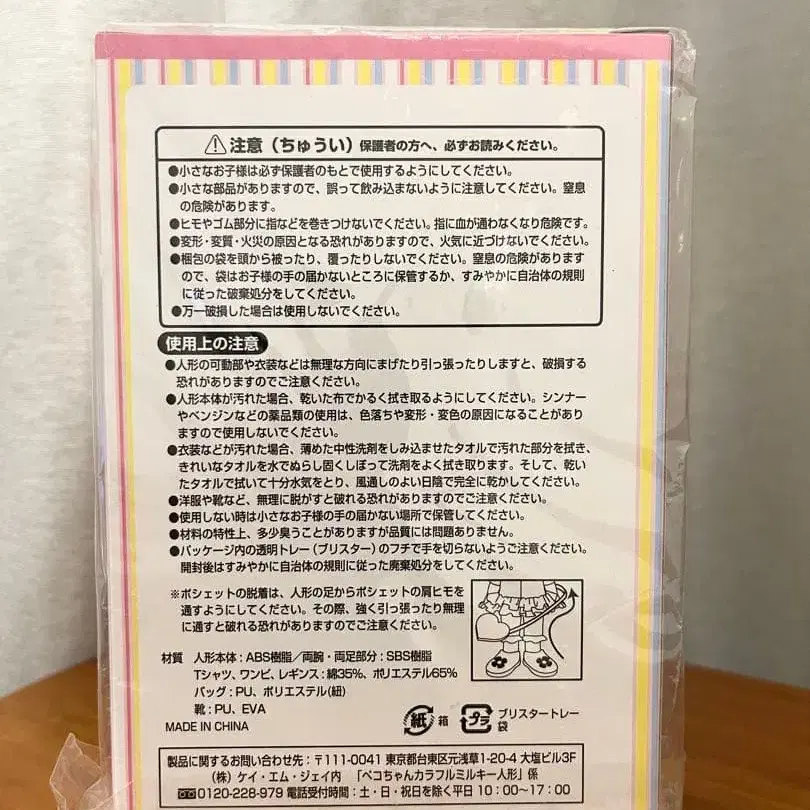 注意（ちゅうい）保護者の方へ、必ずお読みください。
●小さなお子様は必ず保護者のもとで使用するようにしてください。
●小さな部品がありますので、誤って飲み込まないように注意してください。窒息
の危険があります。
●ヒモやゴム部分に指などを巻きつけないでください。指に血が通わなくなり危険です。
●変形・変質・火災の原因となる恐れがありますので、火気に近づけないでください。
●梱包の袋を頭から被ったり、覆ったりしないでください。窒息の危険があります
ので、袋はお子様の手の届かないところに保管するか、すみやかに自治体の規則
に従った破棄処分をしてください。
●万一破損した場合は使用しないでください。
使用上の注意
●人形の可動部や衣装などは無理な方向にまげたり引っ張ったりしますと、破損する
恐れがありますのでご注意ください。
●人形本体が汚れた場合、乾いた布でかるく拭き取るようにしてください。シンナー
やベンジンなどの薬品類の使用は、色落ちや変形・変色の原因になることがあり
ますので使用しないでください。
●衣装などが汚れた場合、薄めた中性洗剤をしみ込ませたタオルで汚れた部分を拭き、
きれいなタオルを水でぬらし固くしぼって洗剤をよく拭き取ります。そして、乾い
たタオルで拭いて十分水気をとり、風通しのよい日陰で完全に乾かしてください。
●洋服や靴など、無理に脱がすと破れる恐れがありますのでご注意ください。
●使用しない時は小さなお子様の手の届かない場所で保管してください。
●材料の特性上、多少臭うことがありますが品質には問題ありません。
●パッケージ内の透明トレー（ブリスター）のフチで手を切らないようご注意ください。
開封後はすみやかに自治体の規則に従った廃棄処分をしてください。
※ポシェットの脱着は、人形の足からポシェットの肩ヒモを
通すようにしてください。その際、強く引っ張ったり無理
に通すと破れる恐れがありますのでご注意ください。
材質 人形本体：ABS樹脂／両腕・両足部分：SBS樹脂
Tシャツ、ワンピ、レギンス：綿35%、ポリエステル65%
バッグ：PU、ポリエステル(紐)
靴：PU、EVA
MADE IN CHINA
紙 箱 プラ ブリスタートレー
袋
製品に関するお問い合わせ先：〒111-0041 東京都台東区元浅草1-20-4 大塩ビル3F
（株）ケイ・エム・ジェイ内 「ペコちゃんカラフルミルキー人形」係
0120-228-979 電話受付時間：土・日・祝日を除く平日 10：00～17：00